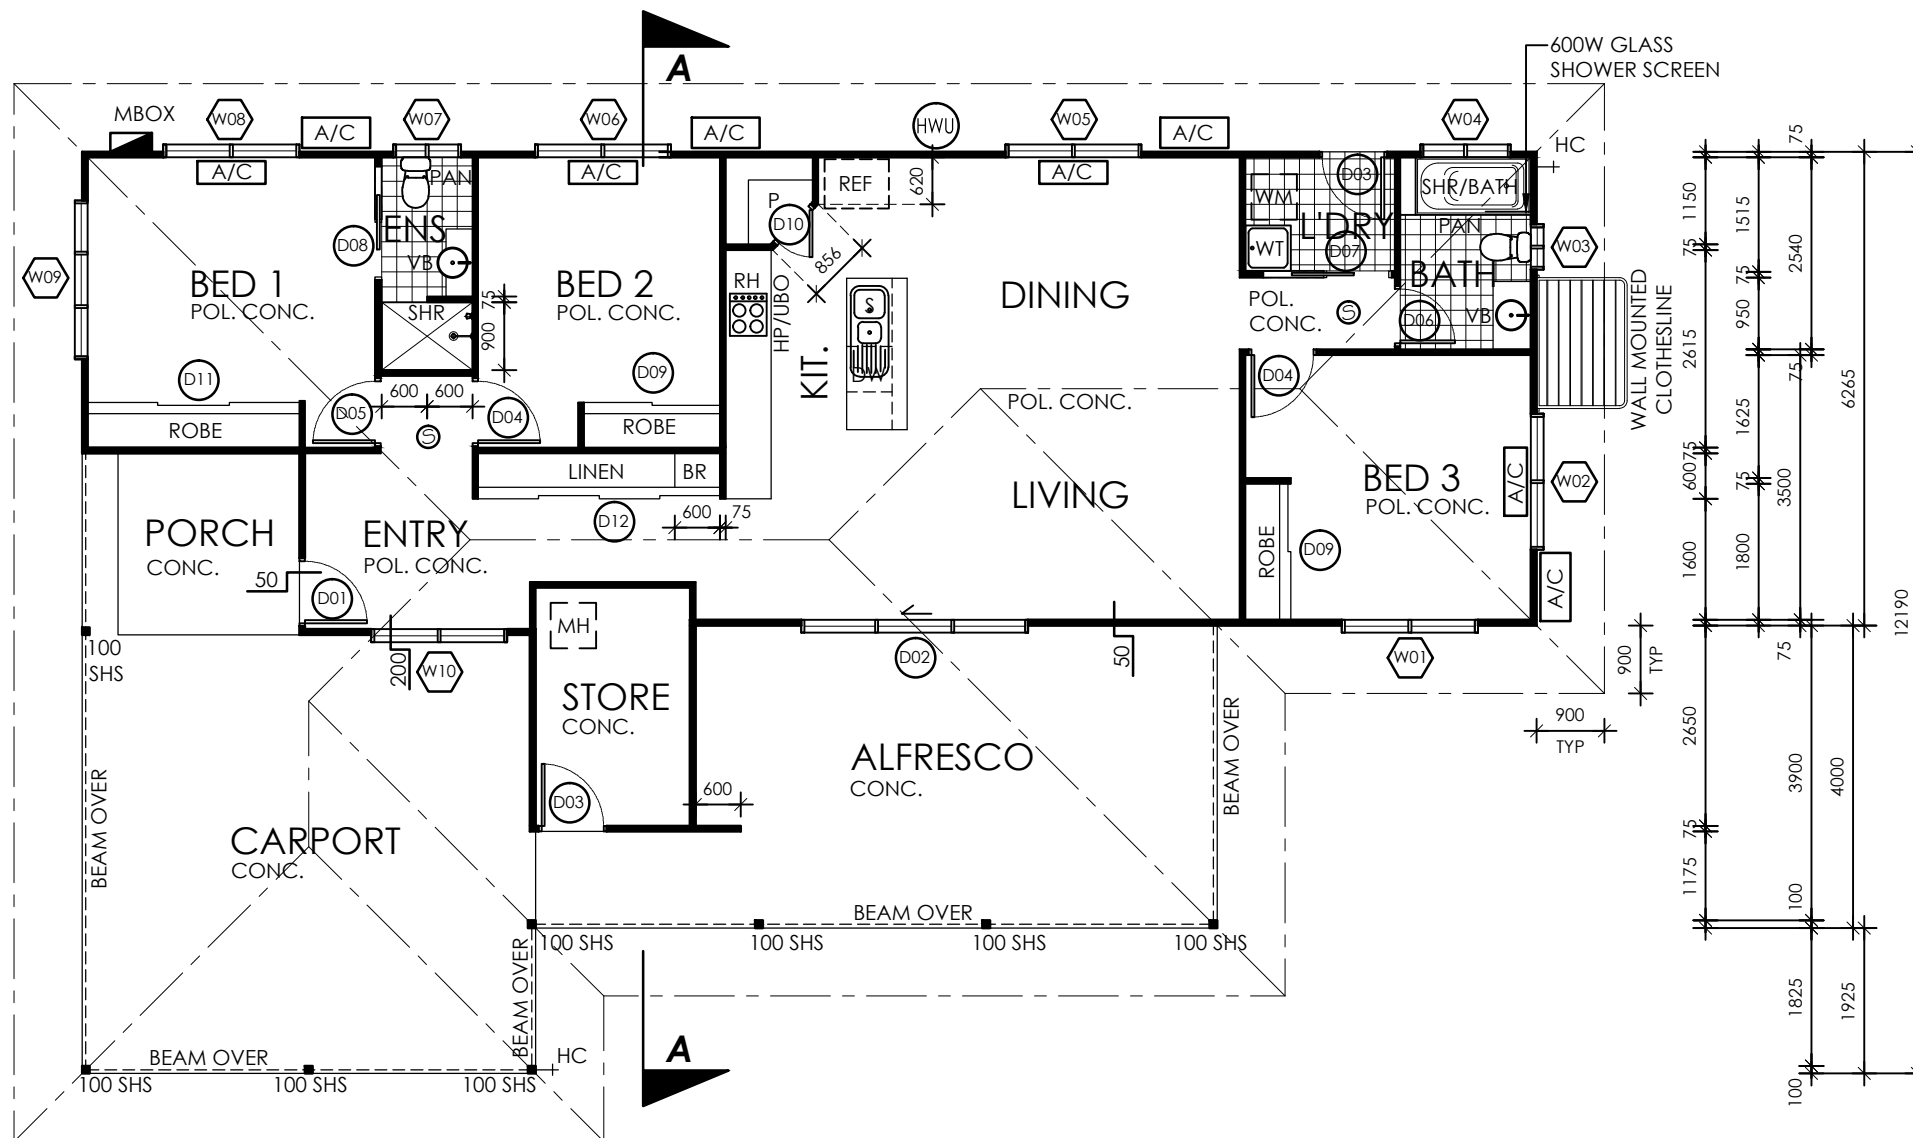 A
600W GLASS
SHOWER SCREEN
MBOX
W08
A/C
W07
W06
A/C
HWU
W05
A/C
W04
HC
75
A/C
PAN
A/C
P
REF
620
A/C
WM
D03
SHR/BATH
1150
1515
D08
ENS
D10
L'DRY
PAN
W09
VB
856
WT
D07
W03
75
2540
BED 1
POL. CONC.
BED 2
POL. CONC.
RH
HP/UBO
S
DINING
POL.
CONC.
BATH
75
SHR
75
900
S
D06
VB
950
WALL MOUNTED
CLOTHESLINE
2615
KIT.
DW
D11
D09
D04
75
6265
600
600
POL. CONC.
ROBE
D05
S
D04
ROBE
1625
75
600
LINEN
BR
LIVING
BED 3
POL. CONC.
A/C
W02
75
3500
PORCH
CONC.
ENTRY
POL. CONC.
D12
600
75
ROBE
D09
1600
1800
50
D01
MH
A/C
12190
100
SHS
200
W10
D02
50
W01
900
TYP
75
STORE
CONC.
900
TYP
2650
BEAM OVER
ALFRESCO
CONC.
3900
4000
D03
600
BEAM OVER
CARPORT
CONC.
75
1175
100
BEAM OVER
100 SHS
100 SHS
100 SHS
100 SHS
BEAM OVER
1825
1925
BEAM OVER
HC
A
100 SHS
100 SHS
100 SHS
100